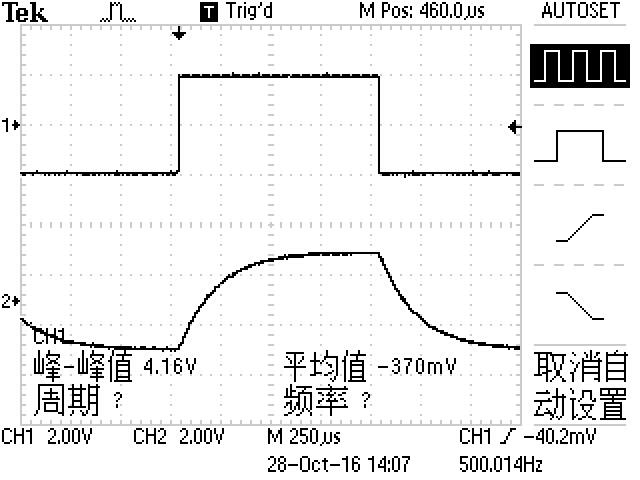 Tek T Trig'd M Pos: 460.0µs AUTOSET
1
2
CH1
峰-峰值 4.16V 平均值 -370mV
周期 ? 频率 ?
取消自
动设置
CH1 2.00V CH2 2.00V M 250µs CH1 -40.2mV
28-Oct-16 14:07 500.014Hz